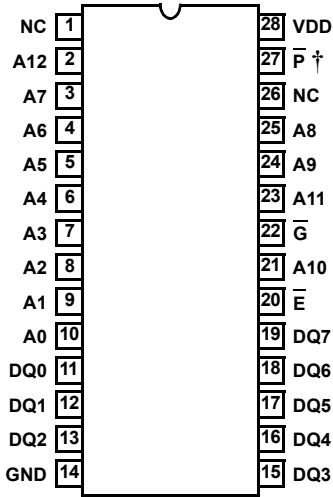 NC 1 28 VDD
A12 2 27 P̅ †
A7 3 26 NC
A6 4 25 A8
A5 5 24 A9
A4 6 23 A11
A3 7 22 G̅
A2 8 21 A10
A1 9 20 E̅
A0 10 19 DQ7
DQ0 11 18 DQ6
DQ1 12 17 DQ5
DQ2 13 16 DQ4
GND 14 15 DQ3